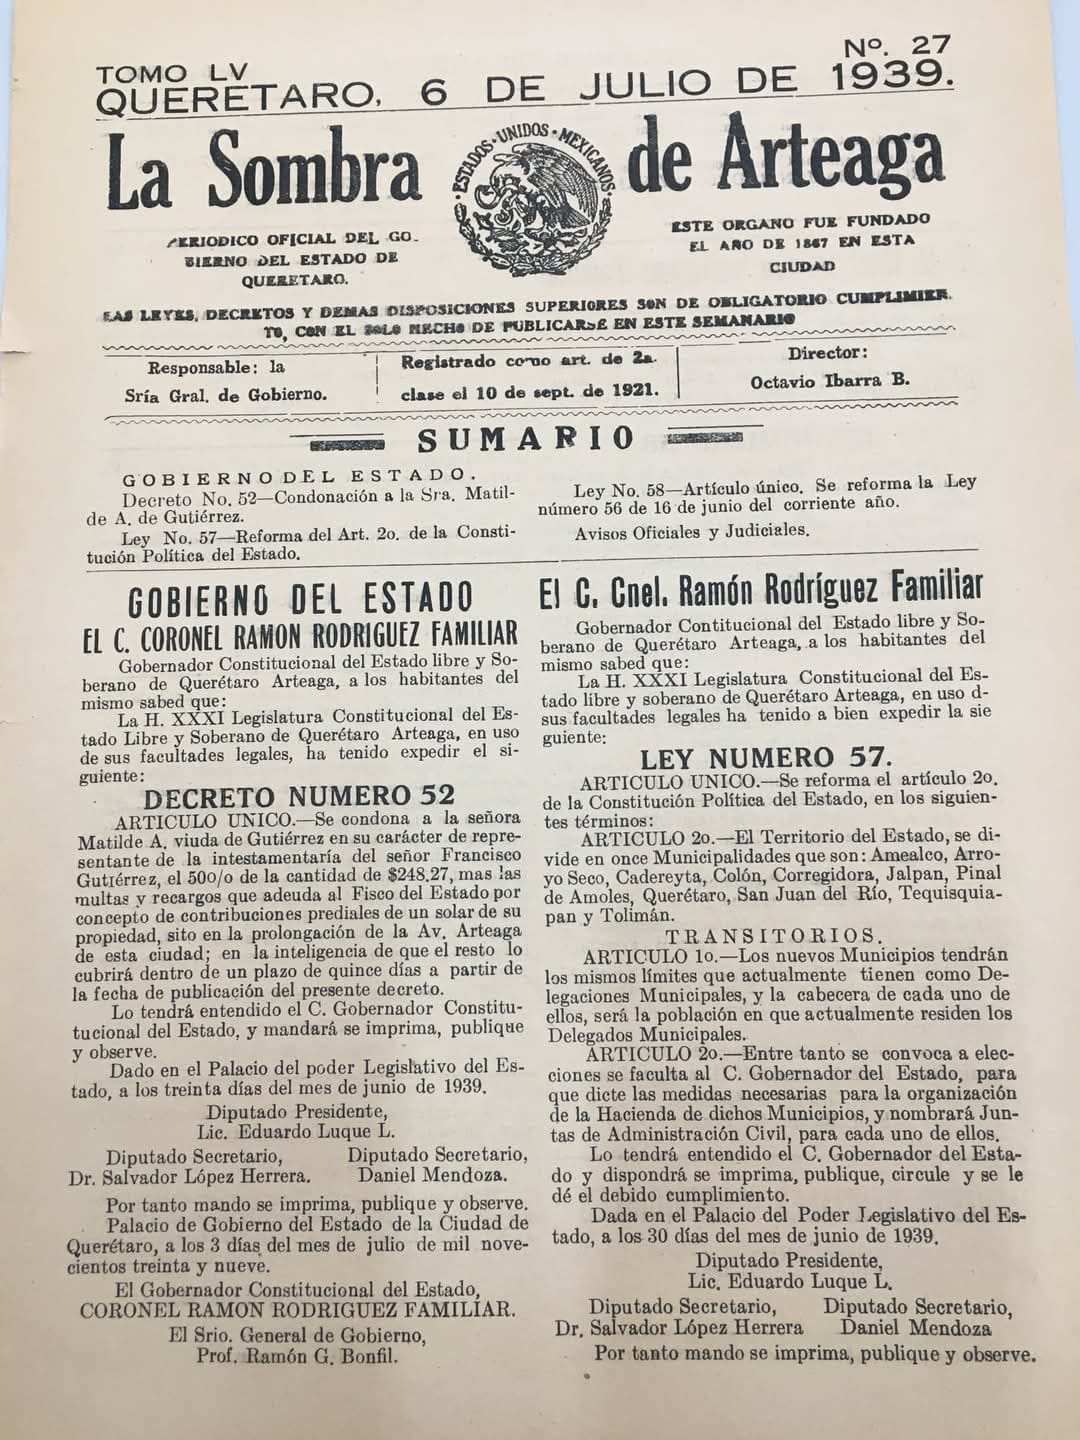 TOMO LV
Nº. 27
QUERETARO, 6 DE JULIO DE 1939.
La Sombra de Arteaga
ESTADOS UNIDOS MEXICANOS
PERIODICO OFICIAL DEL GO-
BIERNO DEL ESTADO DE
QUERETARO.
ESTE ORGANO FUE FUNDADO
EL AÑO DE 1867 EN ESTA
CIUDAD
LAS LEYES, DECRETOS Y DEMAS DISPOSICIONES SUPERIORES SON DE OBLIGATORIO CUMPLIMIEN.
TO, CON EL SOLO HECHO DE PUBLICARSE EN ESTE SEMANARIO
Responsable: la
Sría Gral. de Gobierno.
Registrado como art. de 2a.
clase el 10 de sept. de 1921.
Director:
Octavio Ibarra B.
SUMARIO
GOBIERNO DEL ESTADO.
Decreto No. 52—Condonación a la Sra. Matil-
de A. de Gutiérrez.
Ley No. 57—Reforma del Art. 2o. de la Consti-
tución Política del Estado.
Ley No. 58—Artículo único. Se reforma la Ley
número 56 de 16 de junio del corriente año.
Avisos Oficiales y Judiciales.
GOBIERNO DEL ESTADO
EL C. CORONEL RAMON RODRIGUEZ FAMILIAR
Gobernador Constitucional del Estado libre y So-
berano de Querétaro Arteaga, a los habitantes del
mismo sabed que:
La H. XXXI Legislatura Constitucional del Es-
tado Libre y Soberano de Querétaro Arteaga, en uso
de sus facultades legales, ha tenido expedir el si-
guiente:
DECRETO NUMERO 52
ARTICULO UNICO.—Se condona a la señora
Matilde A. viuda de Gutiérrez en su carácter de repre-
sentante de la intestamentaría del señor Francisco
Gutiérrez, el 50o/o de la cantidad de $248.27, mas las
multas y recargos que adeuda al Fisco del Estado por
concepto de contribuciones prediales de un solar de su
propiedad, sito en la prolongación de la Av. Arteaga
de esta ciudad; en la inteligencia de que el resto lo
cubrirá dentro de un plazo de quince días a partir de
la fecha de publicación del presente decreto.
Lo tendrá entendido el C. Gobernador Constitu-
tucional del Estado, y mandará se imprima, publique
y observe.
Dado en el Palacio del poder Legislativo del Es-
tado, a los treinta días del mes de junio de 1939.
Diputado Presidente,
Lic. Eduardo Luque L.
Diputado Secretario, Diputado Secretario,
Dr. Salvador López Herrera. Daniel Mendoza.
Por tanto mando se imprima, publique y observe.
Palacio de Gobierno del Estado de la Ciudad de
Querétaro, a los 3 días del mes de julio de mil nove-
cientos treinta y nueve.
El Gobernador Constitucional del Estado,
CORONEL RAMON RODRIGUEZ FAMILIAR.
El Srio. General de Gobierno,
Prof. Ramón G. Bonfil.
El C. Cnel. Ramón Rodríguez Familiar
Gobernador Contitucional del Estado libre y So-
berano de Querétaro Arteaga, a los habitantes del
mismo sabed que:
La H. XXXI Legislatura Constitucional del Es-
tado libre y soberano de Querétaro Arteaga, en uso d-
sus facultades legales ha tenido a bien expedir la sie
guiente:
LEY NUMERO 57.
ARTICULO UNICO.—Se reforma el artículo 2o.
de la Constitución Política del Estado, en los siguien-
tes términos:
ARTICULO 2o.—El Territorio del Estado, se di-
vide en once Municipalidades que son: Amealco, Arro-
yo Seco, Cadereyta, Colón, Corregidora, Jalpan, Pinal
de Amoles, Querétaro, San Juan del Río, Tequisquia-
pan y Tolimán.
TRANSITORIOS.
ARTICULO 1o.—Los nuevos Municipios tendrán
los mismos límites que actualmente tienen como De-
legaciones Municipales, y la cabecera de cada uno de
ellos, será la población en que actualmente residen los
Delegados Municipales.
ARTICULO 2o.—Entre tanto se convoca a elec-
ciones se faculta al C. Gobernador del Estado, para
que dicte las medidas necesarias para la organización
de la Hacienda de dichos Municipios, y nombrará Jun-
tas de Administración Civil, para cada uno de ellos.
Lo tendrá entendido el C. Gobernador del Esta-
do y dispondrá se imprima, publique, circule y se le
dé el debido cumplimiento.
Dada en el Palacio del Poder Legislativo del Es-
tado, a los 30 días del mes de junio de 1939.
Diputado Presidente,
Lic. Eduardo Luque L.
Diputado Secretario, Diputado Secretario,
Dr. Salvador López Herrera Daniel Mendoza
Por tanto mando se imprima, publique y observe.